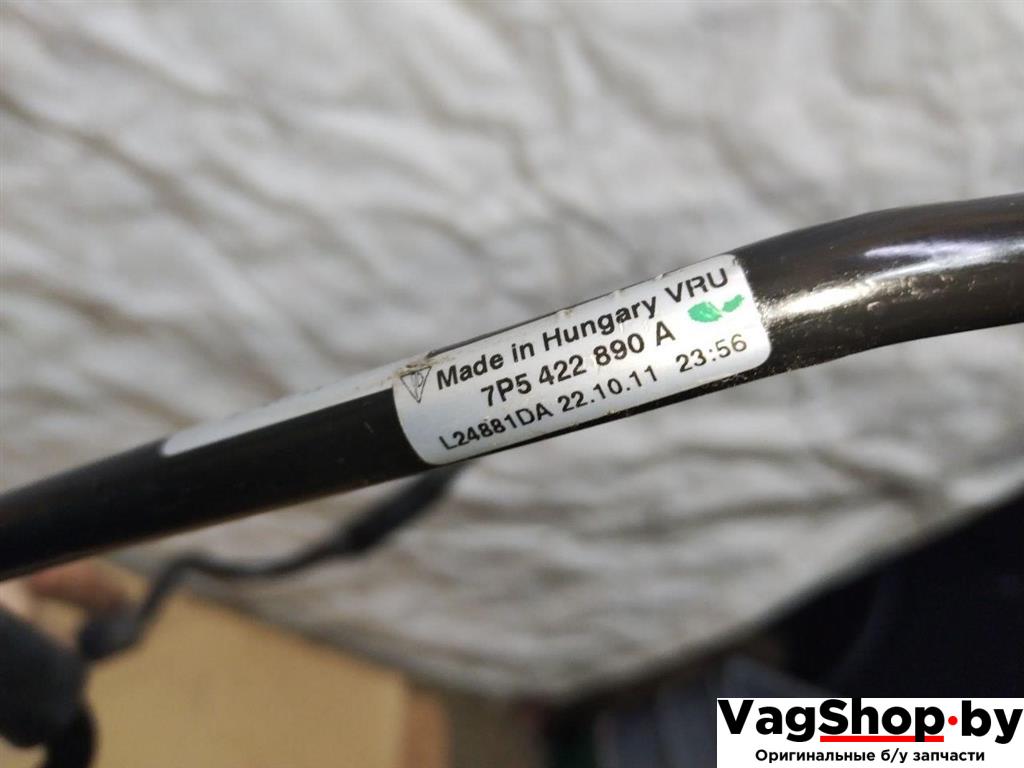 Made in Hungary VRU
7P5 422 890 A
L24881DA 22.10.11 23:56
VagShop.by
Оригинальные б/у запчасти